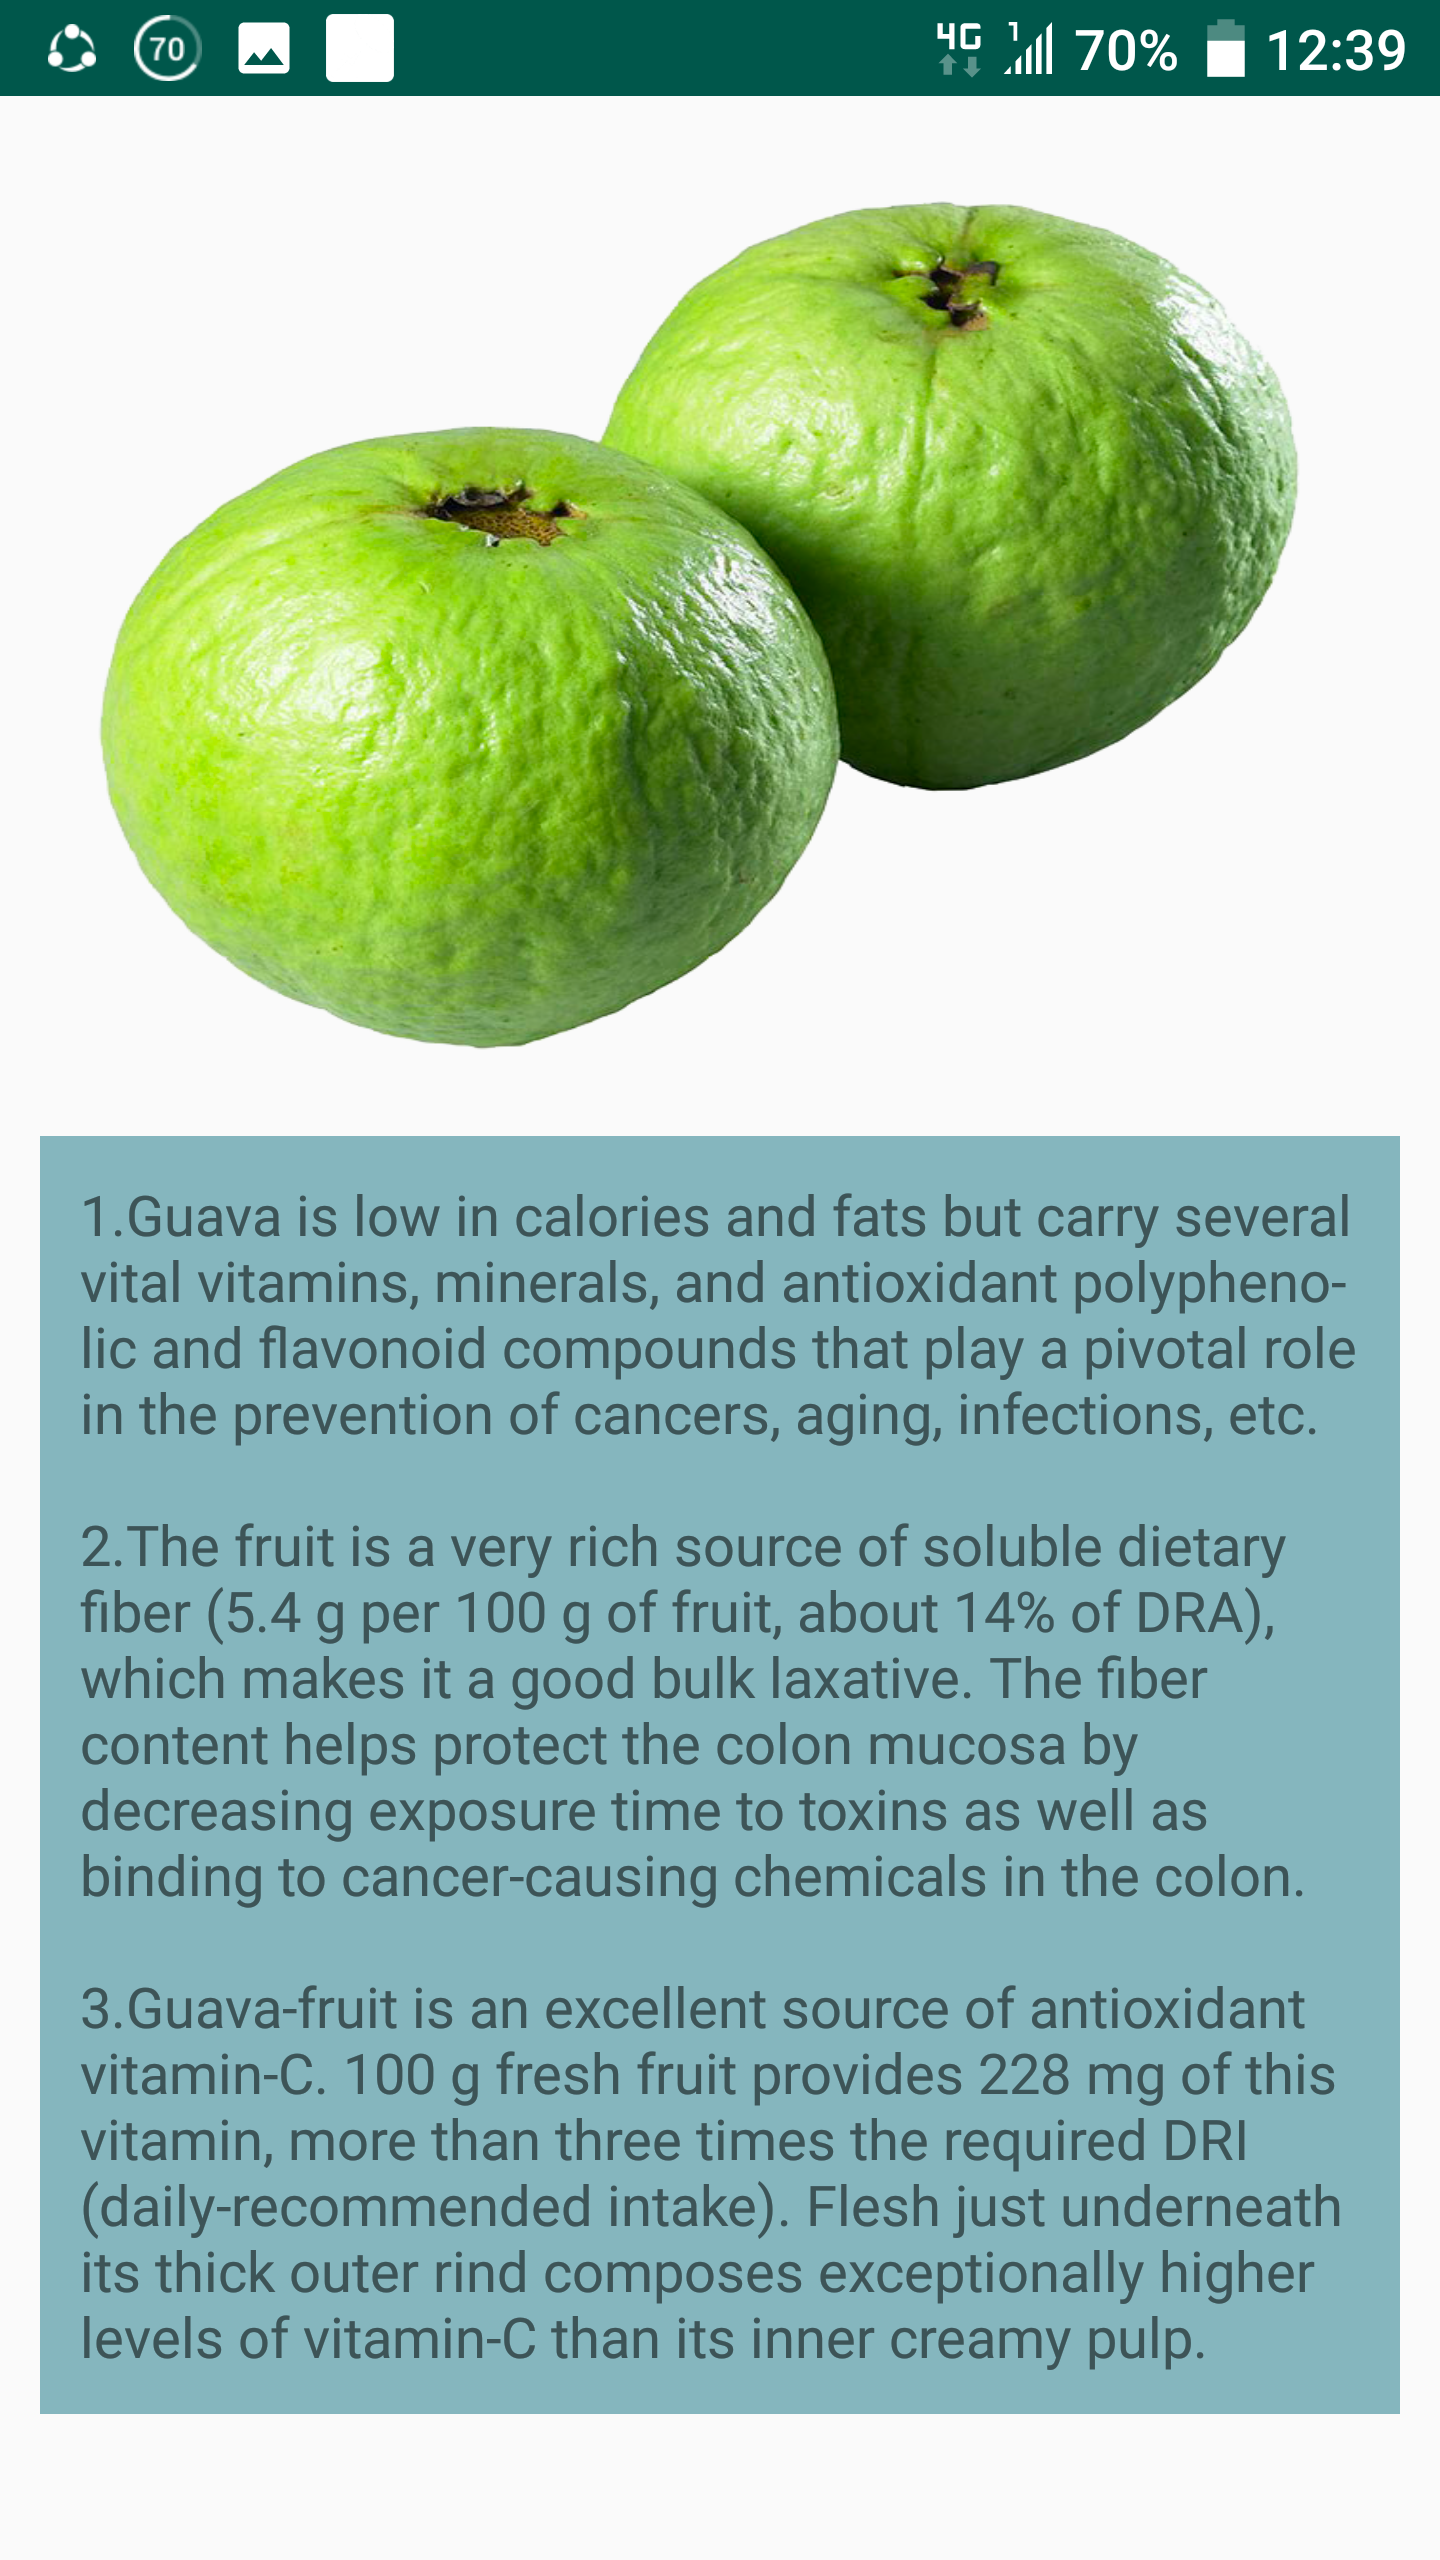 70 4G 1 70% 12:39
1.Guava is low in calories and fats but carry several
vital vitamins, minerals, and antioxidant polypheno-
lic and flavonoid compounds that play a pivotal role
in the prevention of cancers, aging, infections, etc.
2.The fruit is a very rich source of soluble dietary
fiber (5.4 g per 100 g of fruit, about 14% of DRA),
which makes it a good bulk laxative. The fiber
content helps protect the colon mucosa by
decreasing exposure time to toxins as well as
binding to cancer-causing chemicals in the colon.
3.Guava-fruit is an excellent source of antioxidant
vitamin-C. 100 g fresh fruit provides 228 mg of this
vitamin, more than three times the required DRI
(daily-recommended intake). Flesh just underneath
its thick outer rind composes exceptionally higher
levels of vitamin-C than its inner creamy pulp.